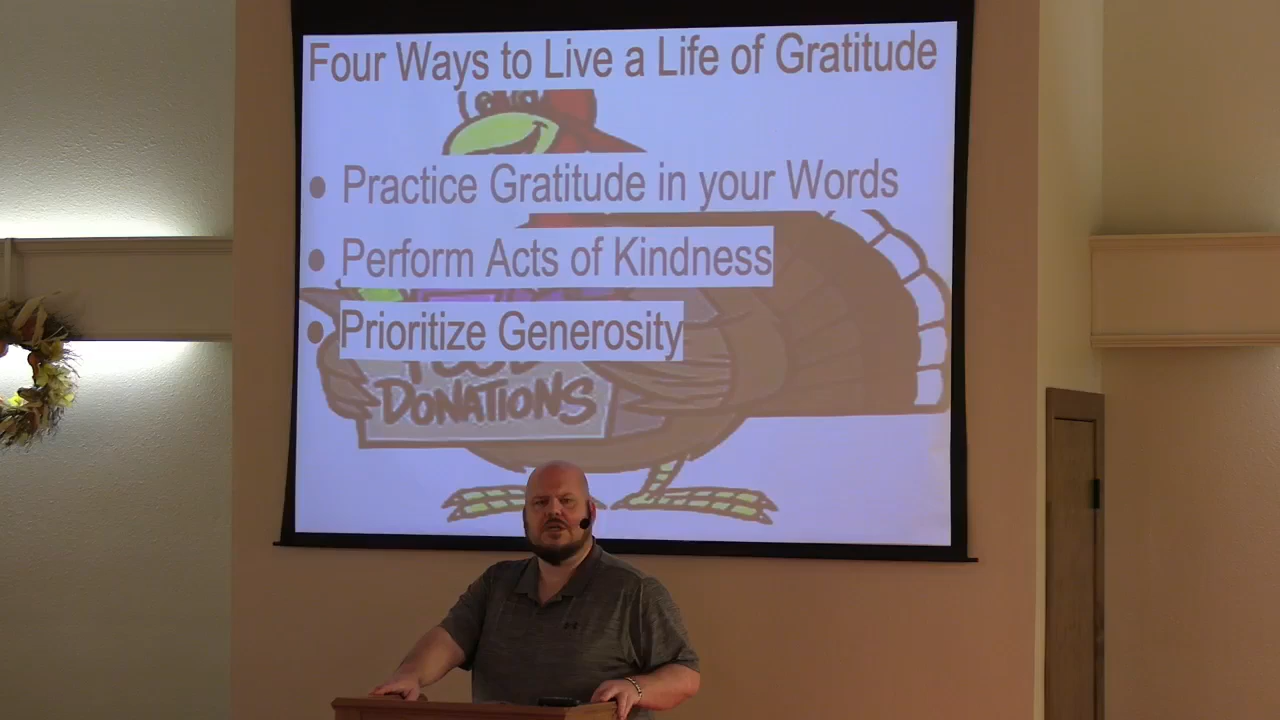 Four Ways to Live a Life of Gratitude
• Practice Gratitude in your Words
• Perform Acts of Kindness
• Prioritize Generosity
DONATIONS